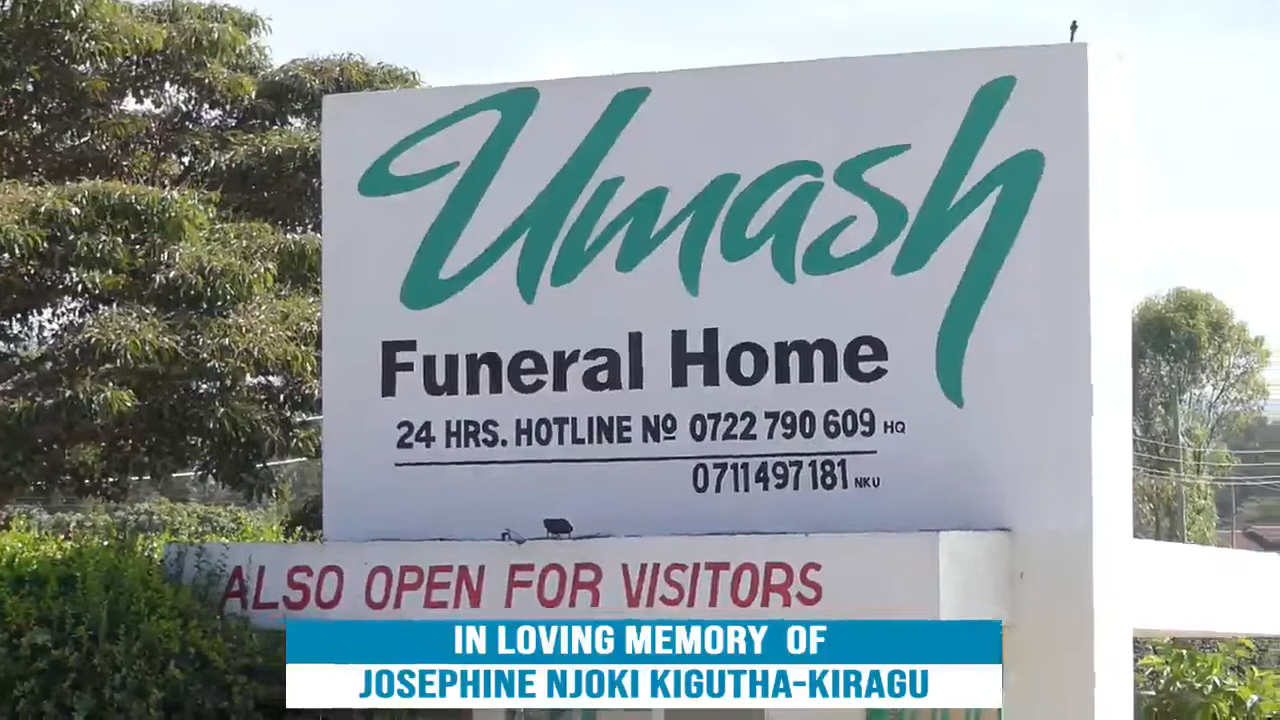 Umash
Funeral Home
24 HRS. HOTLINE Nº 0722 790 609 HQ
0711497181 NKU
ALSO OPEN FOR VISITORS
IN LOVING MEMORY OF
JOSEPHINE NJOKI KIGUTHA-KIRAGU